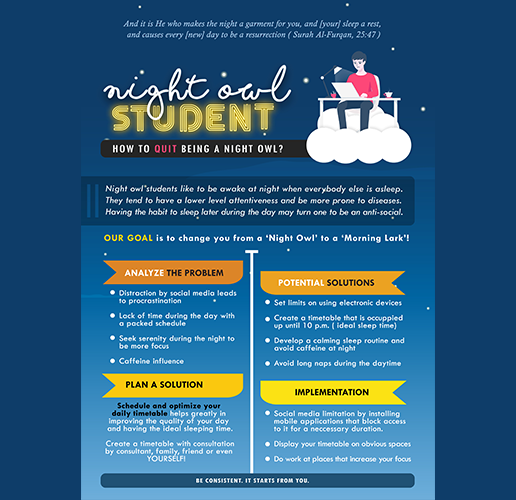 And it is He who makes the night a garment for you, and [your] sleep a rest,
and causes every [new] day to be a resurrection ( Surah Al-Furqan, 25:47 )
night owl
STUDENT
HOW TO QUIT BEING A NIGHT OWL?
Night owl"students like to be awake at night when everybody else is asleep.
They tend to have a lower level attentiveness and be more prone to diseases.
Having the habit to sleep later during the day may turn one to be an anti-social.
OUR GOAL is to change you from a 'Night Owl' to a 'Morning Lark'!
ANALYZE THE PROBLEM
Distraction by social media leads
to procrastination
Lack of time during the day with
a packed schedule
Seek serenity during the night to
be more focus
Caffeine influence
PLAN A SOLUTION
Schedule and optimize your
daily timetable helps greatly in
improving the quality of your day
and having the ideal sleeping time.
Create a timetable with consultation
by consultant, family, friend or even
YOURSELF!
POTENTIAL SOLUTIONS
Set limits on using electronic devices
Create a timetable that is occuppied
up until 10 p.m. ( ideal sleep time)
Develop a calming sleep routine and
avoid caffeine at night
Avoid long naps during the daytime
IMPLEMENTATION
Social media limitation by installing
mobile applications that block access
to it for a neccessary duration.
Display your timetable on obvious spaces
Do work at places that increase your focus
BE CONSISTENT. IT STARTS FROM YOU.